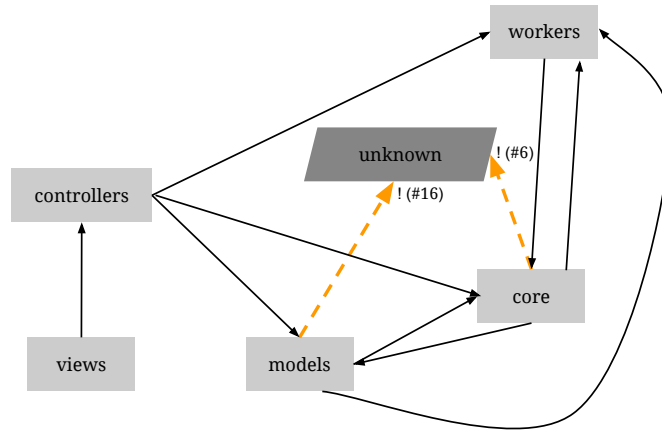 workers
unknown
! (#6)
! (#16)
controllers
core
views
models